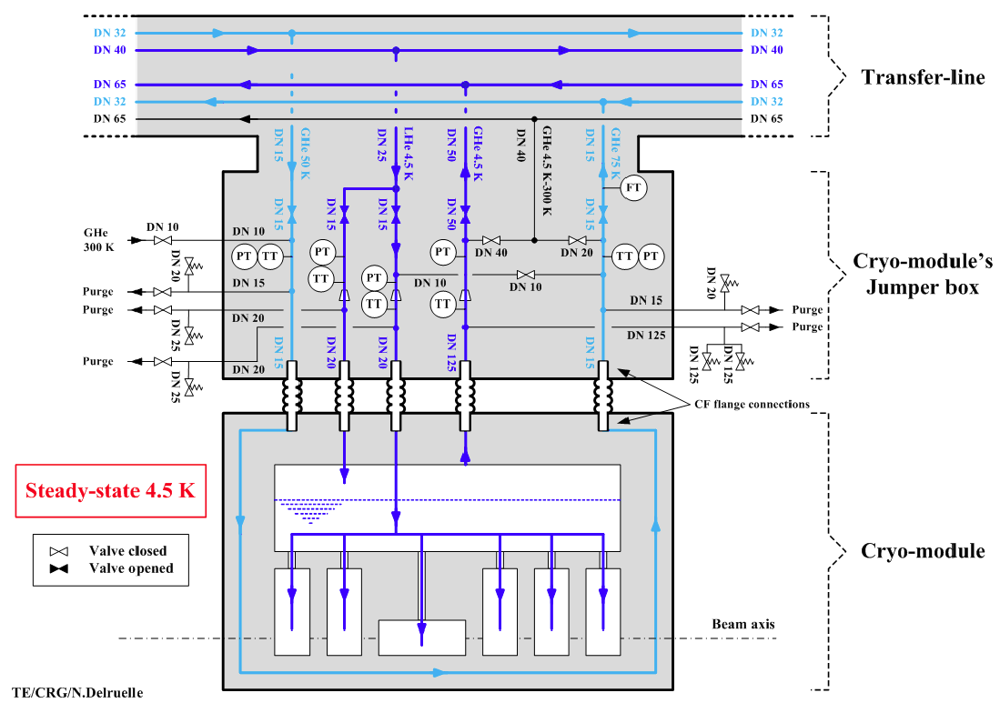 DN 32
DN 32
DN 40
DN 40
Transfer-line
DN 65
DN 65
DN 32
DN 32
DN 65
DN 65
DN 15
GHe 50 K
DN 25
LHe 4.5 K
DN 50
GHe 4.5 K
DN 40
GHe 4.5 K-300 K
DN 15
GHe 75 K
FT
DN 15
DN 15
DN 15
DN 50
DN 15
GHe
300 K
DN 10
DN 10
DN 40
DN 20
PT
TT
PT
TT
PT
TT
PT
TT
TT
PT
DN 10
DN 10
Cryo-module's
Jumper box
DN 20
Purge
DN 15
DN 15
DN 20
Purge
Purge
DN 20
DN 25
DN 125
Purge
Purge
DN 20
DN 25
DN 15
DN 20
DN 20
DN 125
DN 15
DN 125
DN 125
CF flange connections
Steady-state 4.5 K
Valve closed
Valve opened
Cryo-module
Beam axis
TE/CRG/N.Delruelle